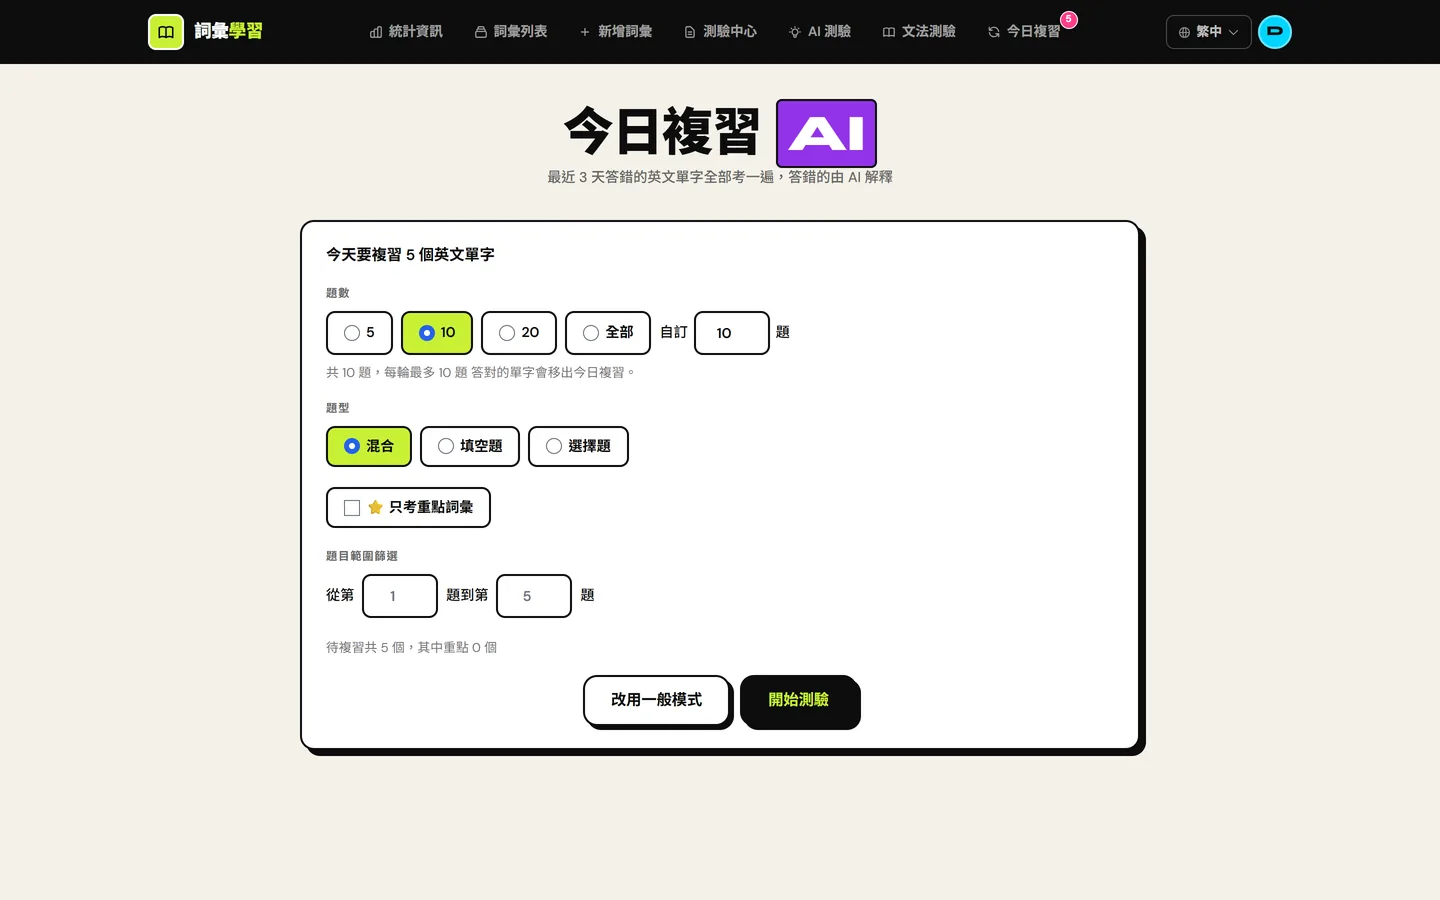 詞彙學習
統計資訊
詞彙列表
新增詞彙
測驗中心
AI 測驗
文法測驗
今日複習
5
繁中
今日複習 AI
最近 3 天答錯的英文單字全部考一遍，答錯的由 AI 解釋
今天要複習 5 個英文單字
題數
5
10
20
全部
自訂 10 題
共 10 題，每輪最多 10 題 答對的單字會移出今日複習。
題型
混合
填空題
選擇題
⭐ 只考重點詞彙
題目範圍篩選
從第 1 題到第 5 題
待複習共 5 個，其中重點 0 個
改用一般模式
開始測驗